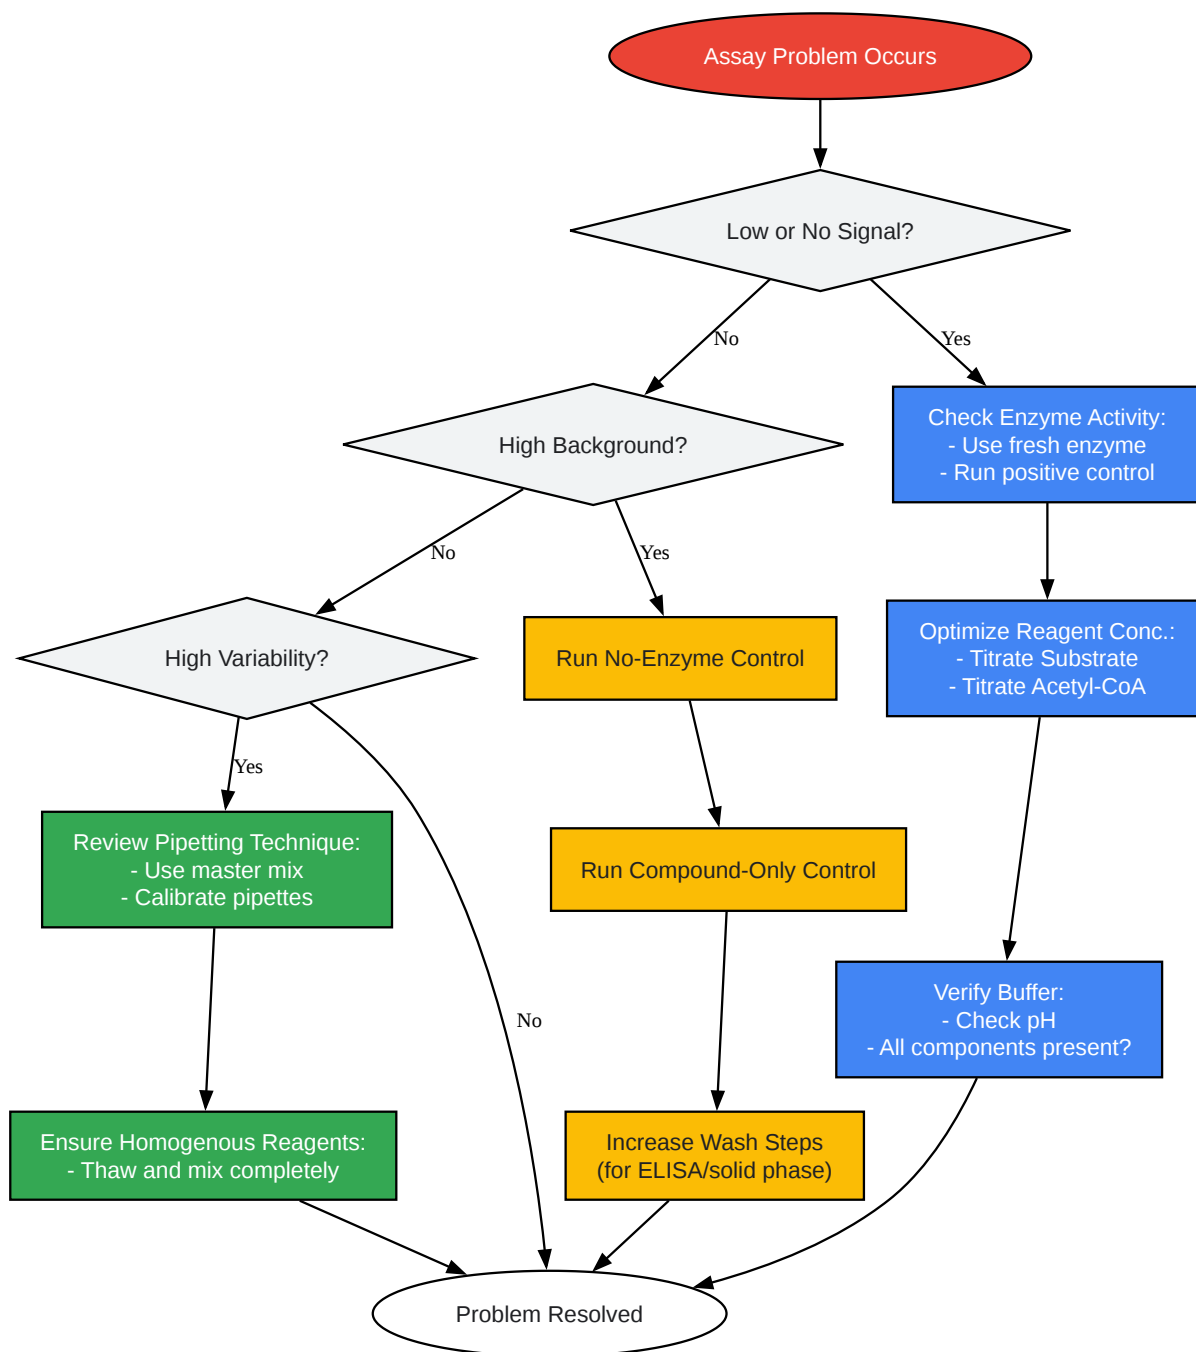 Assay Problem Occurs
Low or No Signal?
No
Yes
High Background?
Check Enzyme Activity:
- Use fresh enzyme
- Run positive control
No
Yes
High Variability?
Run No-Enzyme Control
Optimize Reagent Conc.:
- Titrate Substrate
- Titrate Acetyl-CoA
Yes
Review Pipetting Technique:
- Use master mix
- Calibrate pipettes
Run Compound-Only Control
No
Verify Buffer:
- Check pH
- All components present?
Ensure Homogenous Reagents:
- Thaw and mix completely
Increase Wash Steps
(for ELISA/solid phase)
Problem Resolved